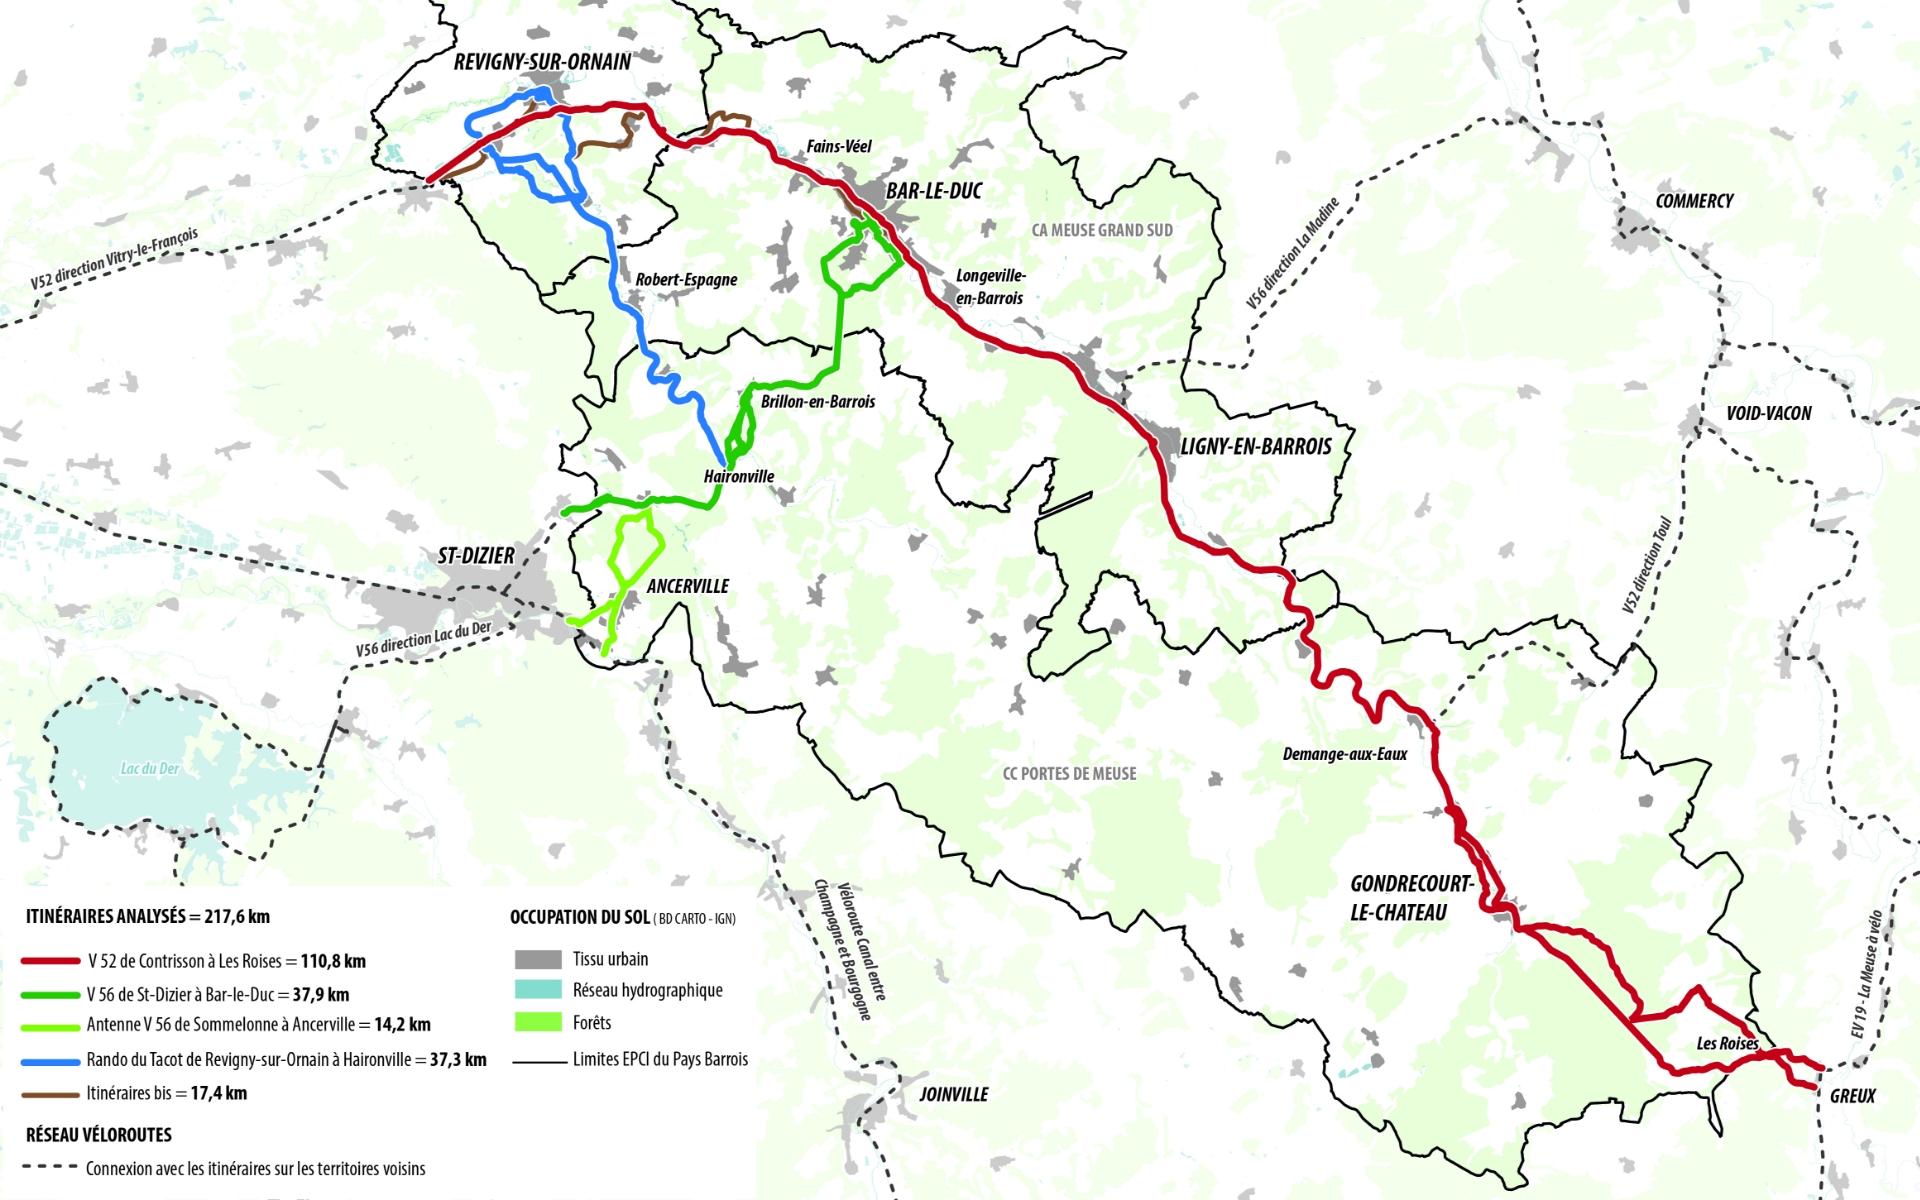 REVIGNY-SUR-ORNAIN
Fains-Véel
BAR-LE-DUC
COMMERCY
CA MEUSE GRAND SUD
V52 direction Vitry-le-François
V56 direction La Madine
Robert-Espagne
Longeville-
en-Barrois
Brillon-en-Barrois
VOID-VACON
LIGNY-EN-BARROIS
Haironville
ST-DIZIER
ANCERVILLE
V52 direction Toul
V56 direction Lac du Der
Lac du Der
Demange-aux-Eaux
CC PORTES DE MEUSE
GONDRECOURT-
LE-CHATEAU
Véloroute Canal entre
Champagne et Bourgogne
EV19 - La Meuse à vélo
Les Roises
GREUX
JOINVILLE
ITINÉRAIRES ANALYSÉS = 217,6 km
V 52 de Contrisson à Les Roises = 110,8 km
V 56 de St-Dizier à Bar-le-Duc = 37,9 km
Antenne V 56 de Sommelonne à Ancerville = 14,2 km
Rando du Tacot de Revigny-sur-Ornain à Haironville = 37,3 km
Itinéraires bis = 17,4 km
RÉSEAU VÉLOROUTES
Connexion avec les itinéraires sur les territoires voisins
OCCUPATION DU SOL ( BD CARTO - IGN)
Tissu urbain
Réseau hydrographique
Forêts
Limites EPCI du Pays Barrois